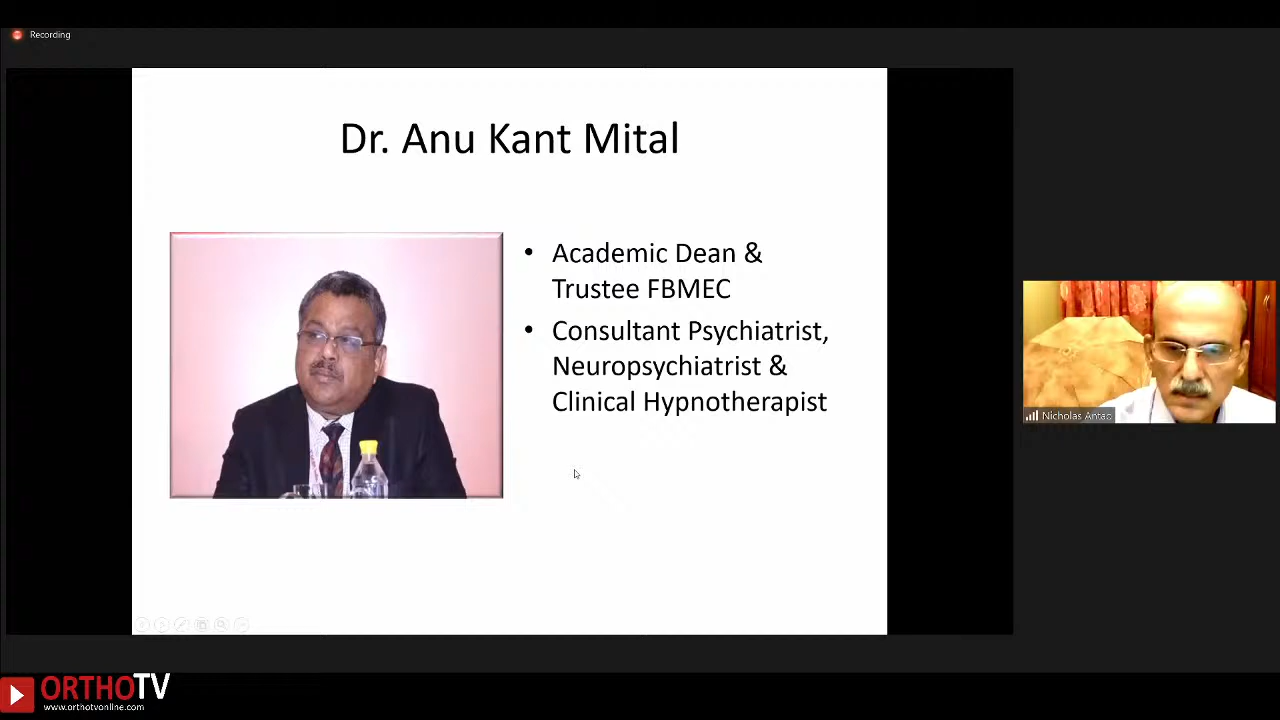 Recording
Dr. Anu Kant Mital
• Academic Dean &
Trustee FBMEC
• Consultant Psychiatrist,
Neuropsychiatrist &
Clinical Hypnotherapist
Nicholas Antao
ORTHOTV
www.orthotvonline.com